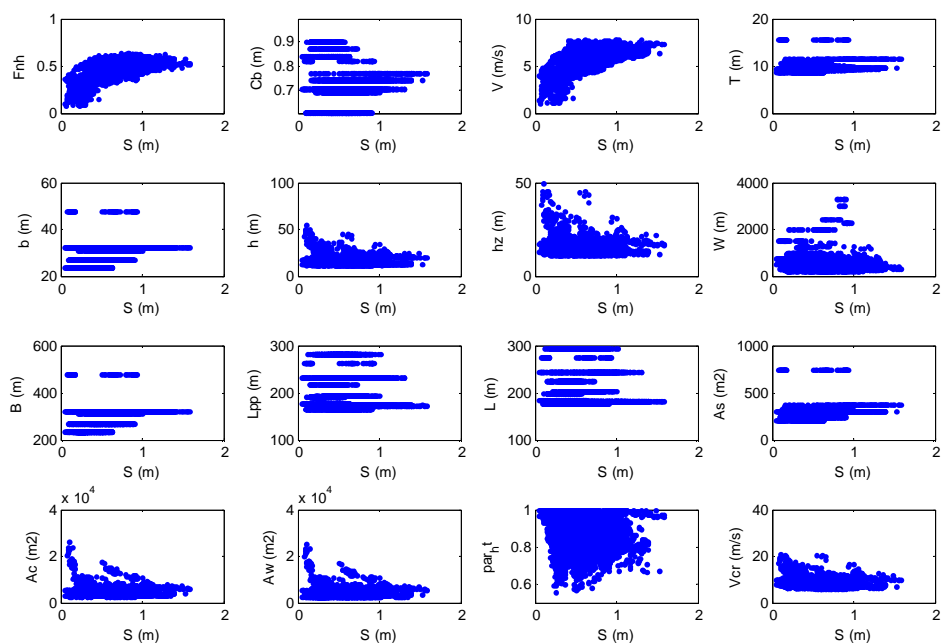 1
0.5
0
Fnh
0 1 2
S (m)
0.9
0.8
0.7
Cb (m)
0 1 2
S (m)
10
5
0
V (m/s)
0 1 2
S (m)
20
10
0
T (m)
0 1 2
S (m)
60
40
20
b (m)
0 1 2
S (m)
100
50
0
h (m)
0 1 2
S (m)
50
0
hz (m)
0 1 2
S (m)
4000
2000
0
W (m)
0 1 2
S (m)
600
400
200
B (m)
0 1 2
S (m)
300
200
100
Lpp (m)
0 1 2
S (m)
300
200
100
L (m)
0 1 2
S (m)
1000
500
0
As (m2)
0 1 2
S (m)
x 10^4
4
2
0
Ac (m2)
0 1 2
S (m)
x 10^4
4
2
0
Aw (m2)
0 1 2
S (m)
1
0.8
0.6
par_ht
0 1 2
S (m)
40
20
0
Vcr (m/s)
0 1 2
S (m)